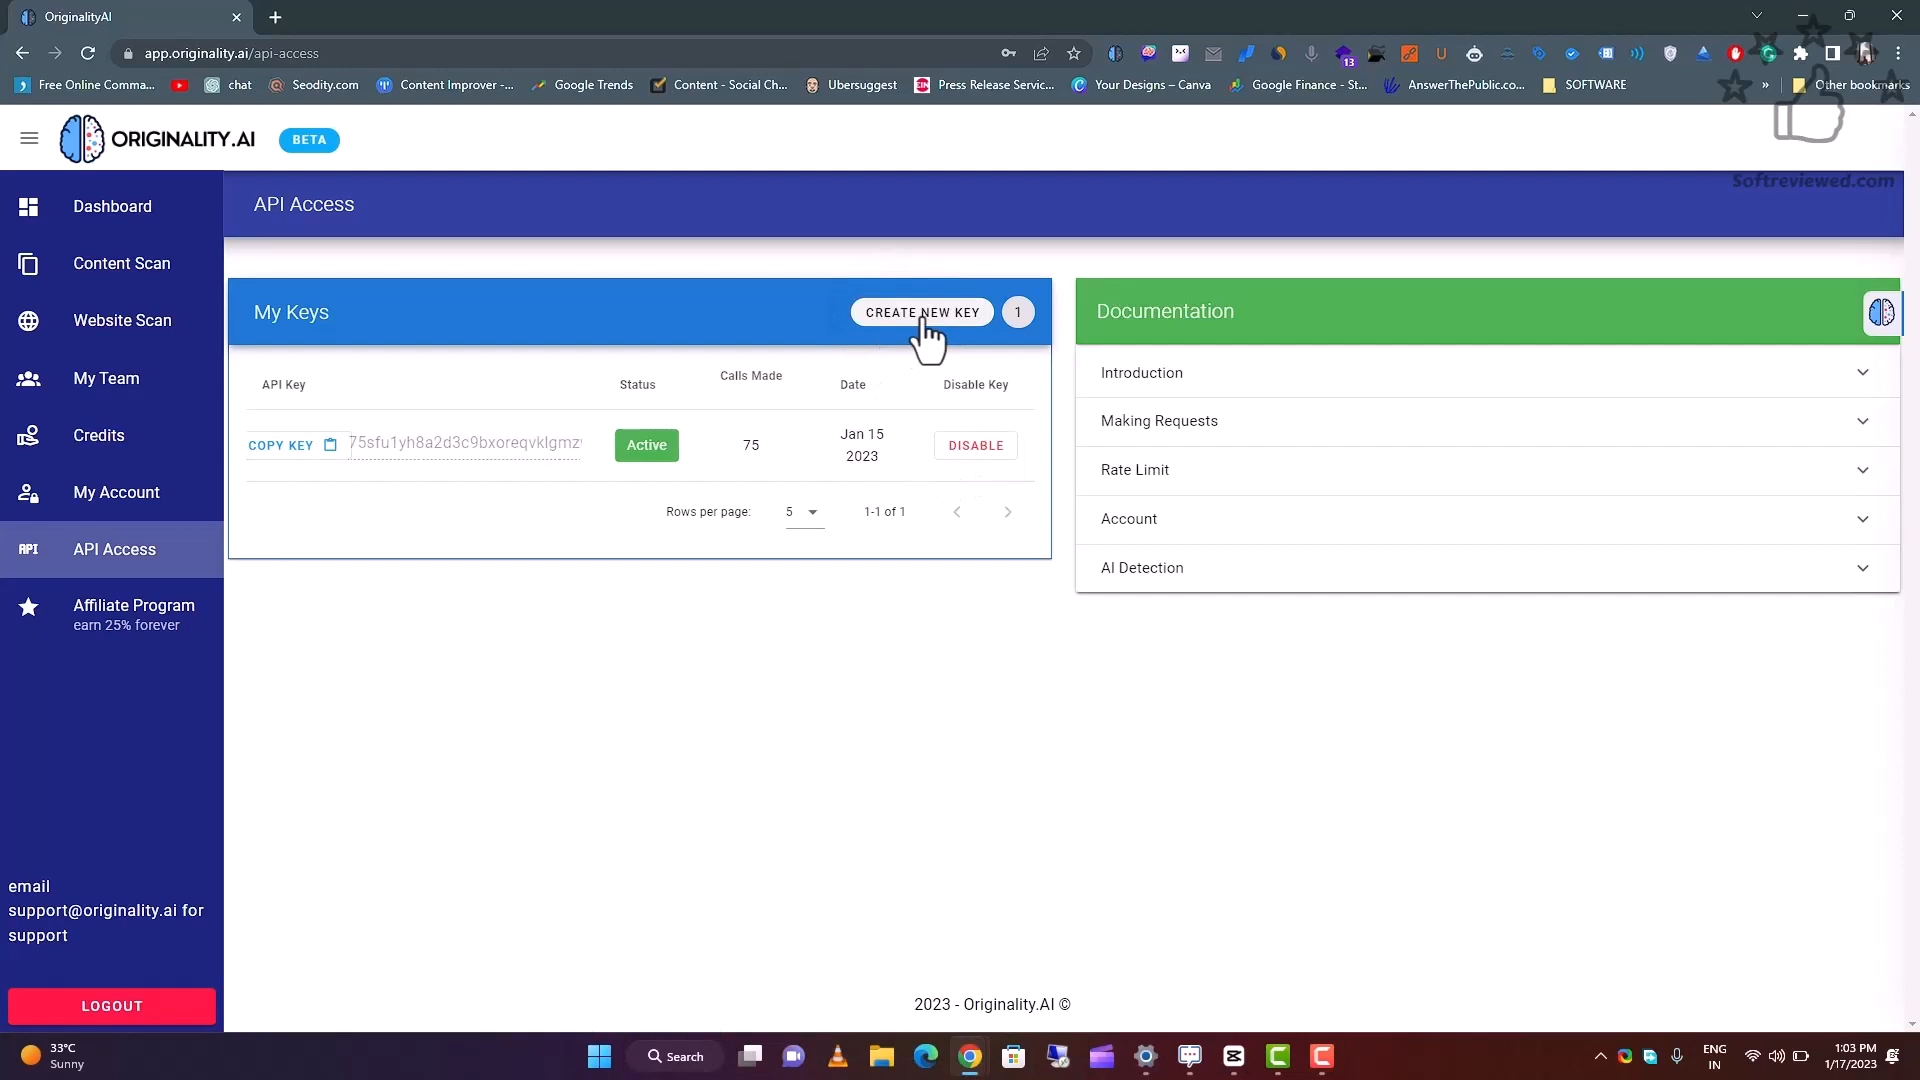 OriginalityAI
app.originality.ai/api-access
13
Free Online Comma...
chat
Seodity.com
Content Improver -...
Google Trends
Content - Social Ch...
Ubersuggest
Press Release Servic...
Your Designs – Canva
Google Finance - St...
AnswerThePublic.co...
SOFTWARE
»
Other bookmarks
ORIGINALITY.AI
BETA
Softreviewed.com
Dashboard
Content Scan
Website Scan
My Team
Credits
My Account
API
API Access
Affiliate Program
earn 25% forever
email
support@originality.ai for
support
LOGOUT
API Access
My Keys
CREATE NEW KEY
1
API Key
Status
Calls Made
Date
Disable Key
COPY KEY
75sfu1yh8a2d3c9bxoreqvklgmz
Active
75
Jan 15
2023
DISABLE
Rows per page:
5
1-1 of 1
Documentation
Introduction
Making Requests
Rate Limit
Account
AI Detection
2023 - Originality.AI ©
33°C
Sunny
Search
ENG
IN
1:03 PM
1/17/2023